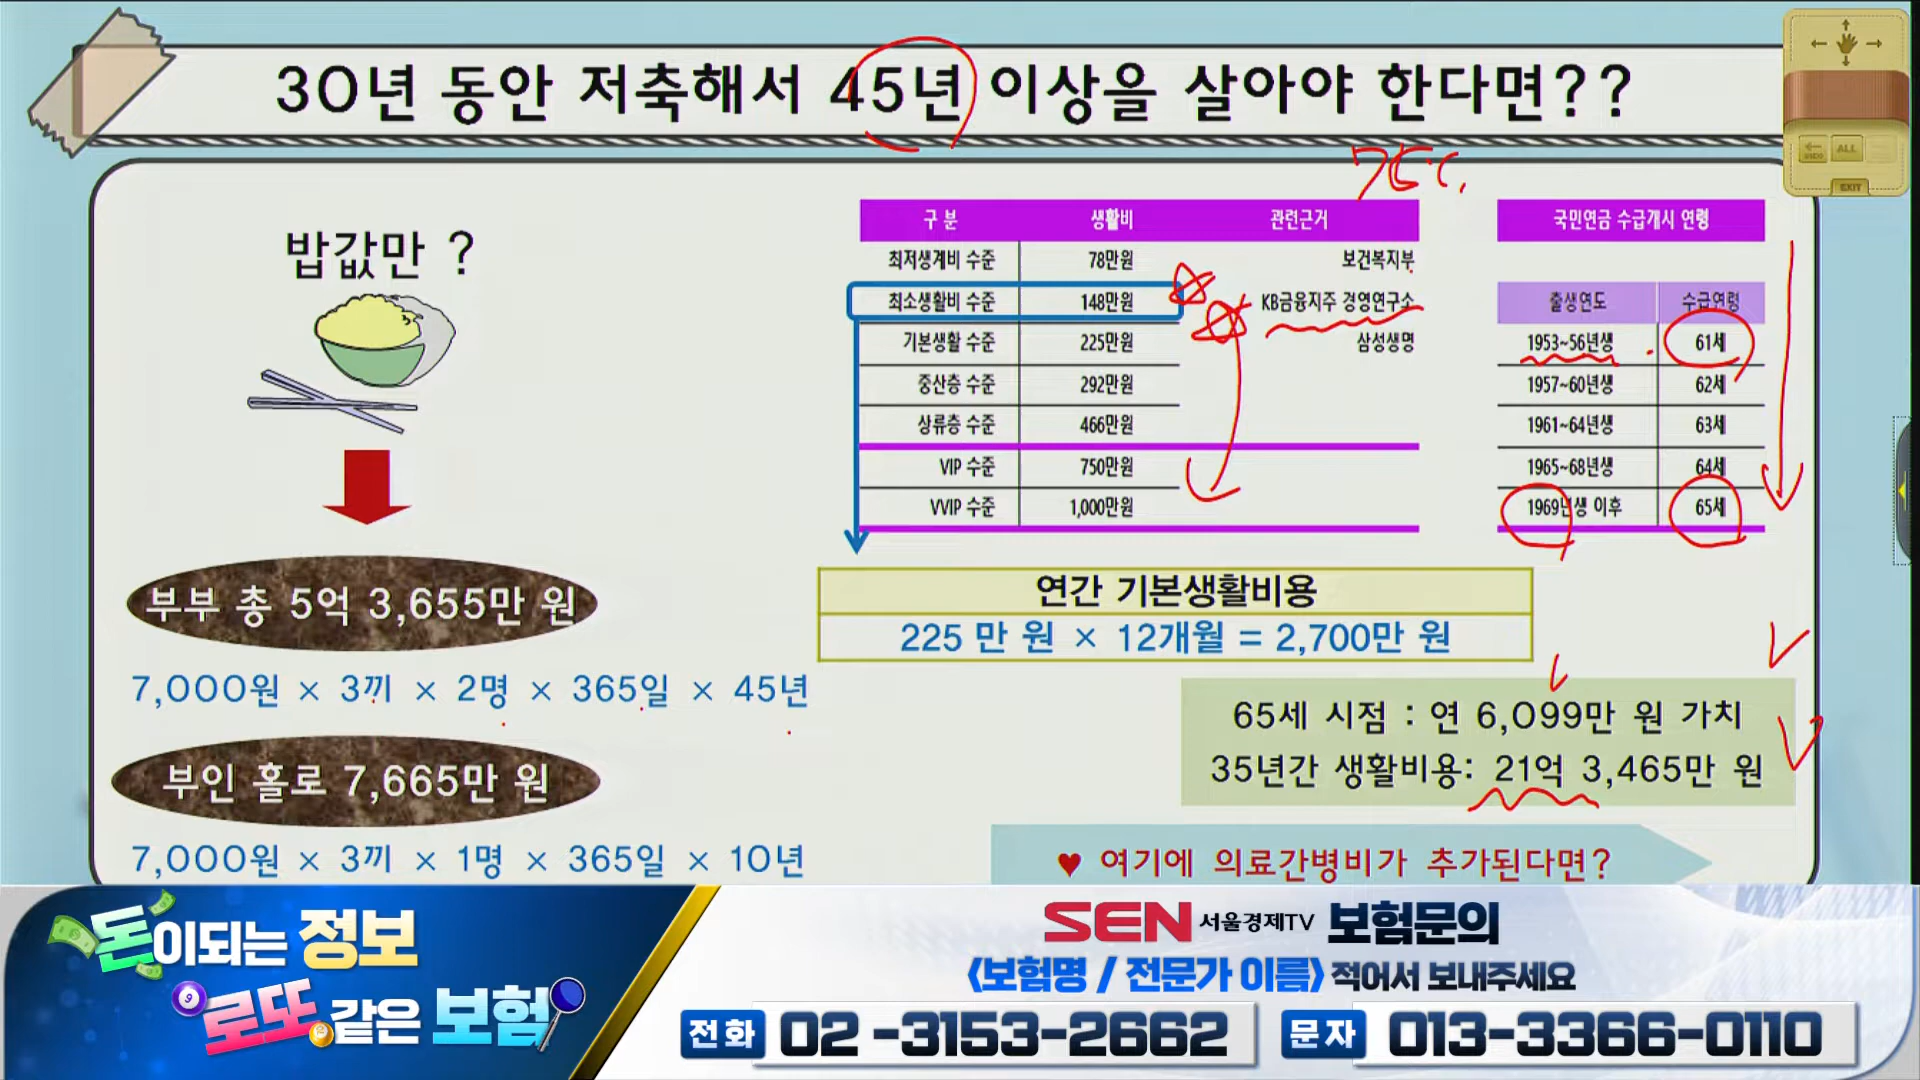 30년 동안 저축해서 45년 이상을 살아야 한다면??
ALL
EXIT
밥값만 ?
부부 총 5억 3,655만 원
7,000원 × 3끼 × 2명 × 365일 × 45년
부인 홀로 7,665만 원
7,000원 × 3끼 × 1명 × 365일 × 10년
구 분 생활비 관련근거
최저생계비 수준 78만원 보건복지부
최소생활비 수준 148만원 KB금융지주 경영연구소
기본생활 수준 225만원 삼성생명
중산층 수준 292만원
상류층 수준 466만원
VIP 수준 750만원
VVIP 수준 1,000만원
국민연금 수급개시 연령
출생연도 수급연령
1953~56년생 61세
1957~60년생 62세
1961~64년생 63세
1965~68년생 64세
1969년생 이후 65세
연간 기본생활비용
225 만 원 × 12개월 = 2,700만 원
65세 시점 : 연 6,099만 원 가치
35년간 생활비용: 21억 3,465만 원
♥ 여기에 의료간병비가 추가된다면?
돈이되는 정보
로또같은 보험
SEN 서울경제TV 보험문의
<보험명 / 전문가 이름> 적어서 보내주세요
전화 02 -3153-2662 문자 013-3366-0110